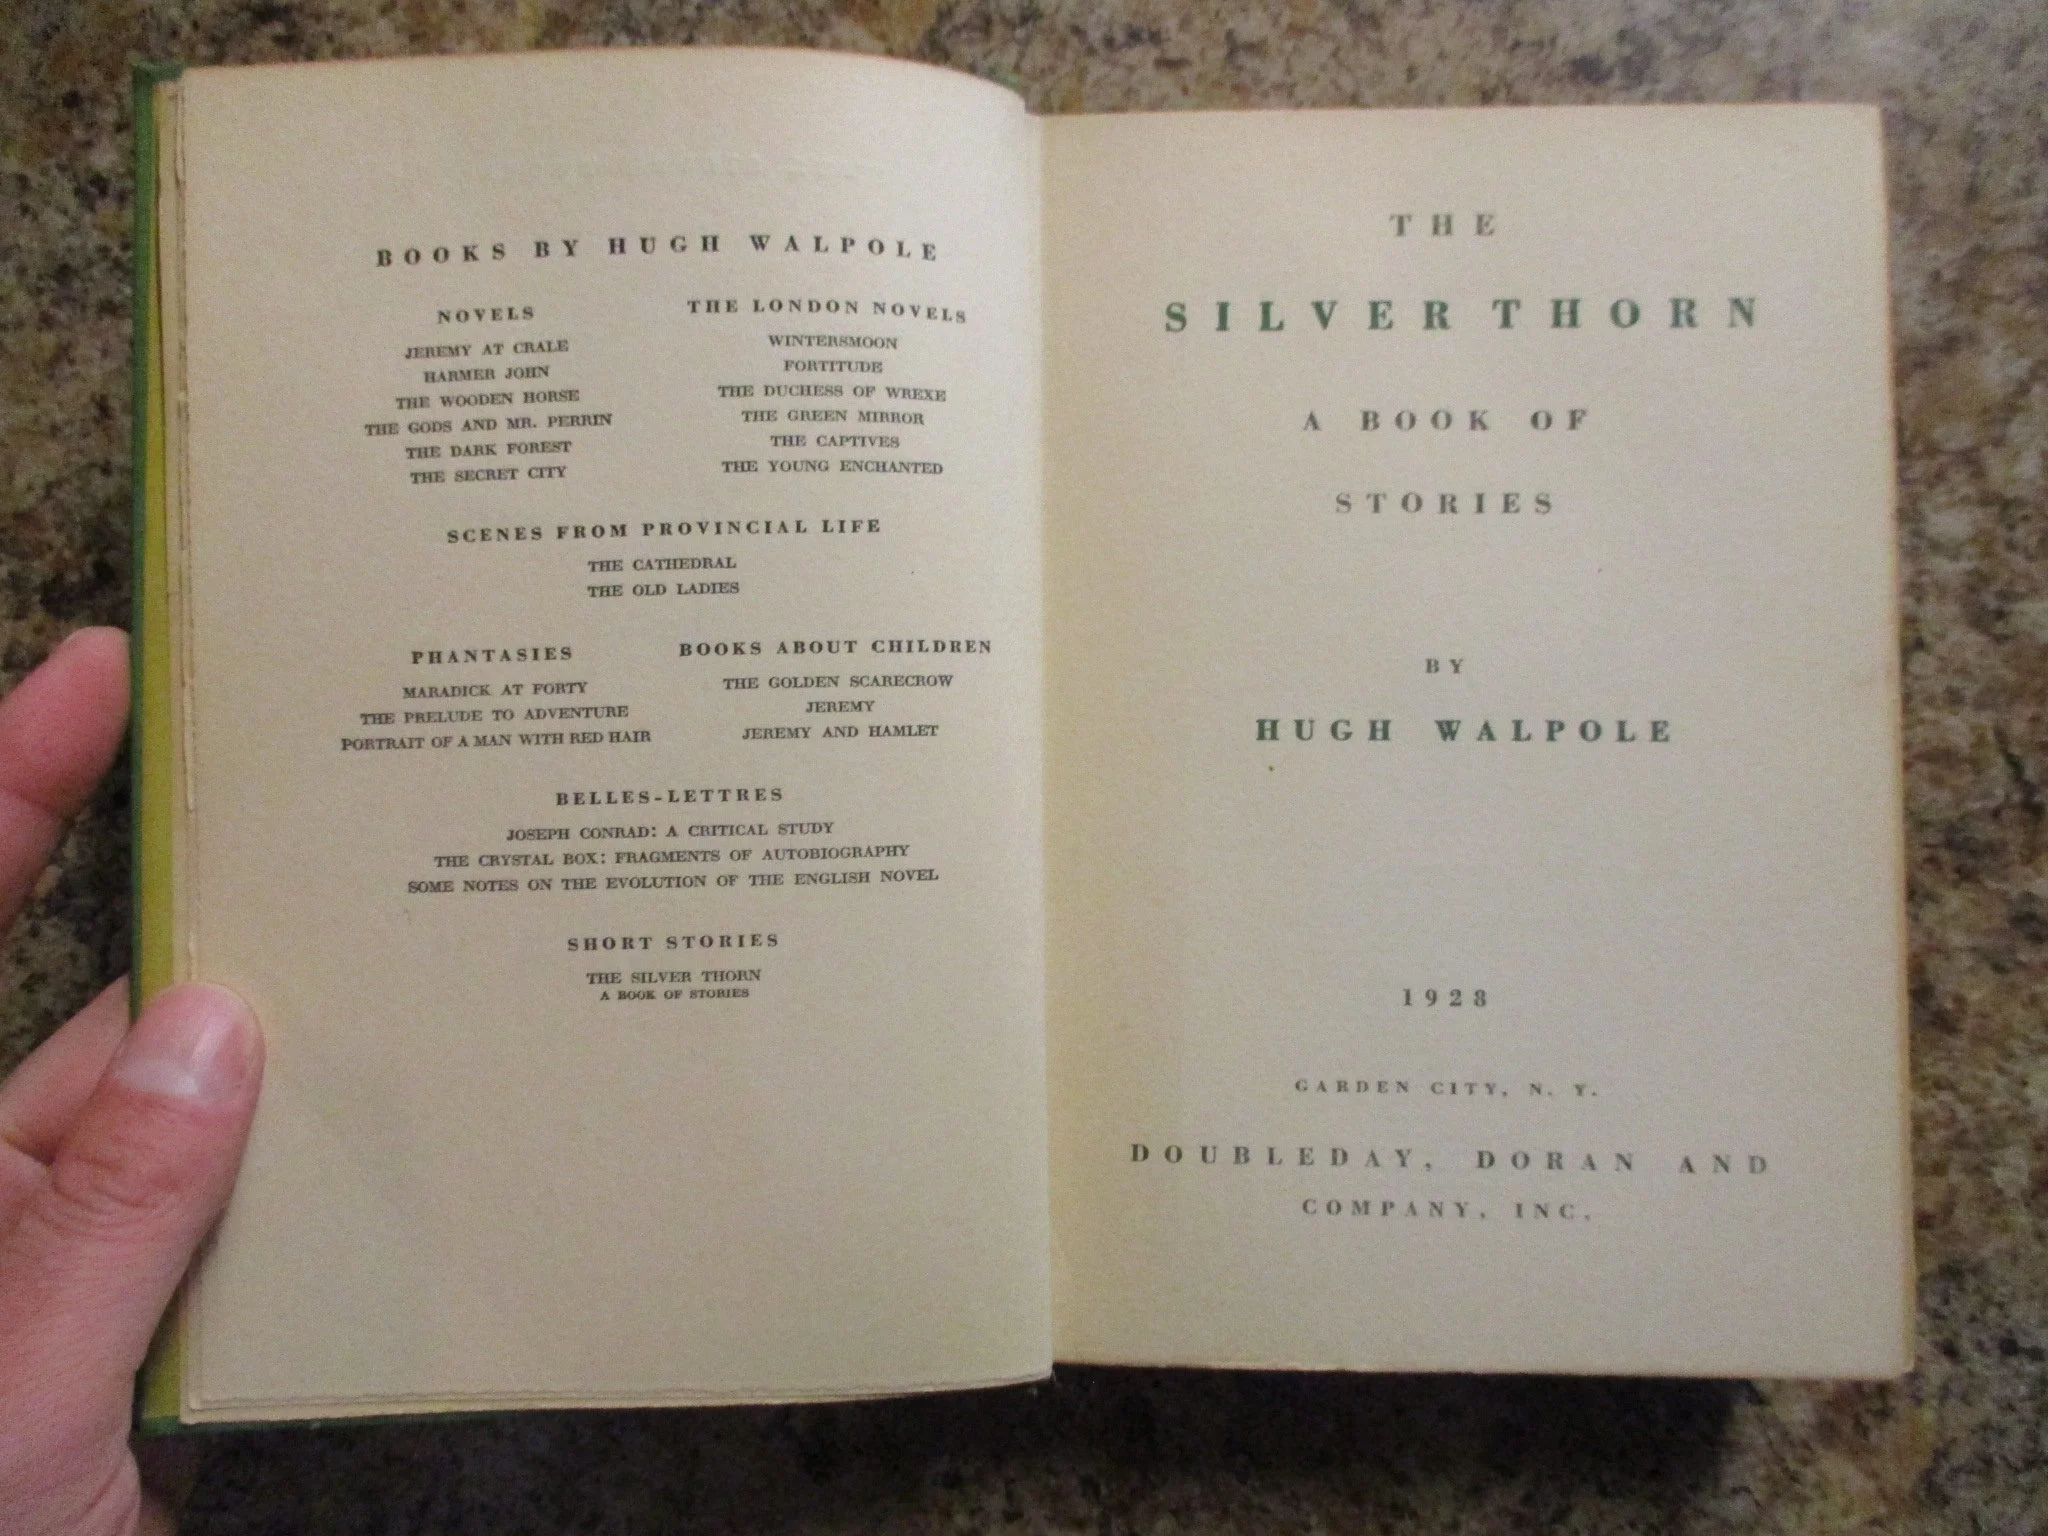 BOOKS BY HUGH WALPOLE
NOVELS
JEREMY AT CRALE
HARMER JOHN
THE WOODEN HORSE
THE GODS AND MR. PERRIN
THE DARK FOREST
THE SECRET CITY
THE LONDON NOVELS
WINTERSMOON
FORTITUDE
THE DUCHESS OF WREXE
THE GREEN MIRROR
THE CAPTIVES
THE YOUNG ENCHANTED
SCENES FROM PROVINCIAL LIFE
THE CATHEDRAL
THE OLD LADIES
PHANTASIES
MARADICK AT FORTY
THE PRELUDE TO ADVENTURE
PORTRAIT OF A MAN WITH RED HAIR
BOOKS ABOUT CHILDREN
THE GOLDEN SCARECROW
JEREMY
JEREMY AND HAMLET
BELLES-LETTRES
JOSEPH CONRAD: A CRITICAL STUDY
THE CRYSTAL BOX: FRAGMENTS OF AUTOBIOGRAPHY
SOME NOTES ON THE EVOLUTION OF THE ENGLISH NOVEL
SHORT STORIES
THE SILVER THORN
A BOOK OF STORIES
THE
SILVER THORN
A BOOK OF
STORIES
BY
HUGH WALPOLE
1928
GARDEN CITY, N. Y.
DOUBLEDAY, DORAN AND
COMPANY, INC.